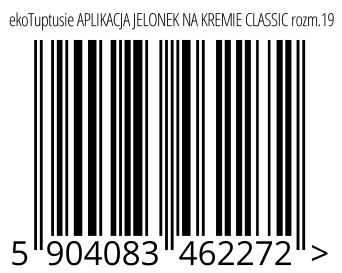 ekoTuptusie APLIKACJA JELONEK NA KREMIE CLASSIC rozm.19
5 904083 462272 >